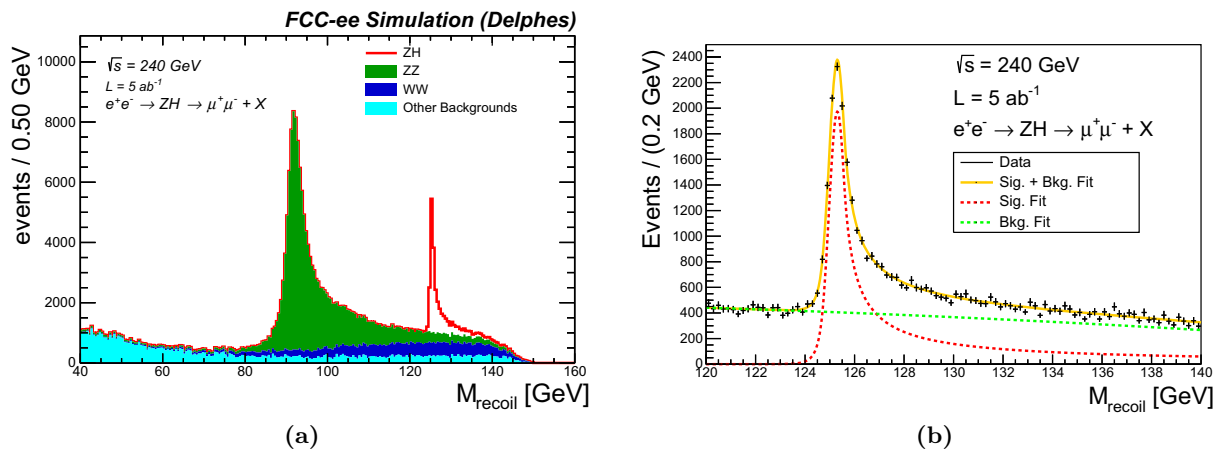 FCC-ee Simulation (Delphes)
events / 0.50 GeV
10000
8000
6000
4000
2000
0
√s = 240 GeV
L = 5 ab⁻¹
e⁺e⁻ → ZH → μ⁺μ⁻ + X
ZH
ZZ
WW
Other Backgrounds
40 60 80 100 120 140 160
M_recoil [GeV]
(a)
Events / (0.2 GeV)
2400
2200
2000
1800
1600
1400
1200
1000
800
600
400
200
0
√s = 240 GeV
L = 5 ab⁻¹
e⁺e⁻ → ZH → μ⁺μ⁻ + X
Data
Sig. + Bkg. Fit
Sig. Fit
Bkg. Fit
120 122 124 126 128 130 132 134 136 138 140
M_recoil [GeV]
(b)